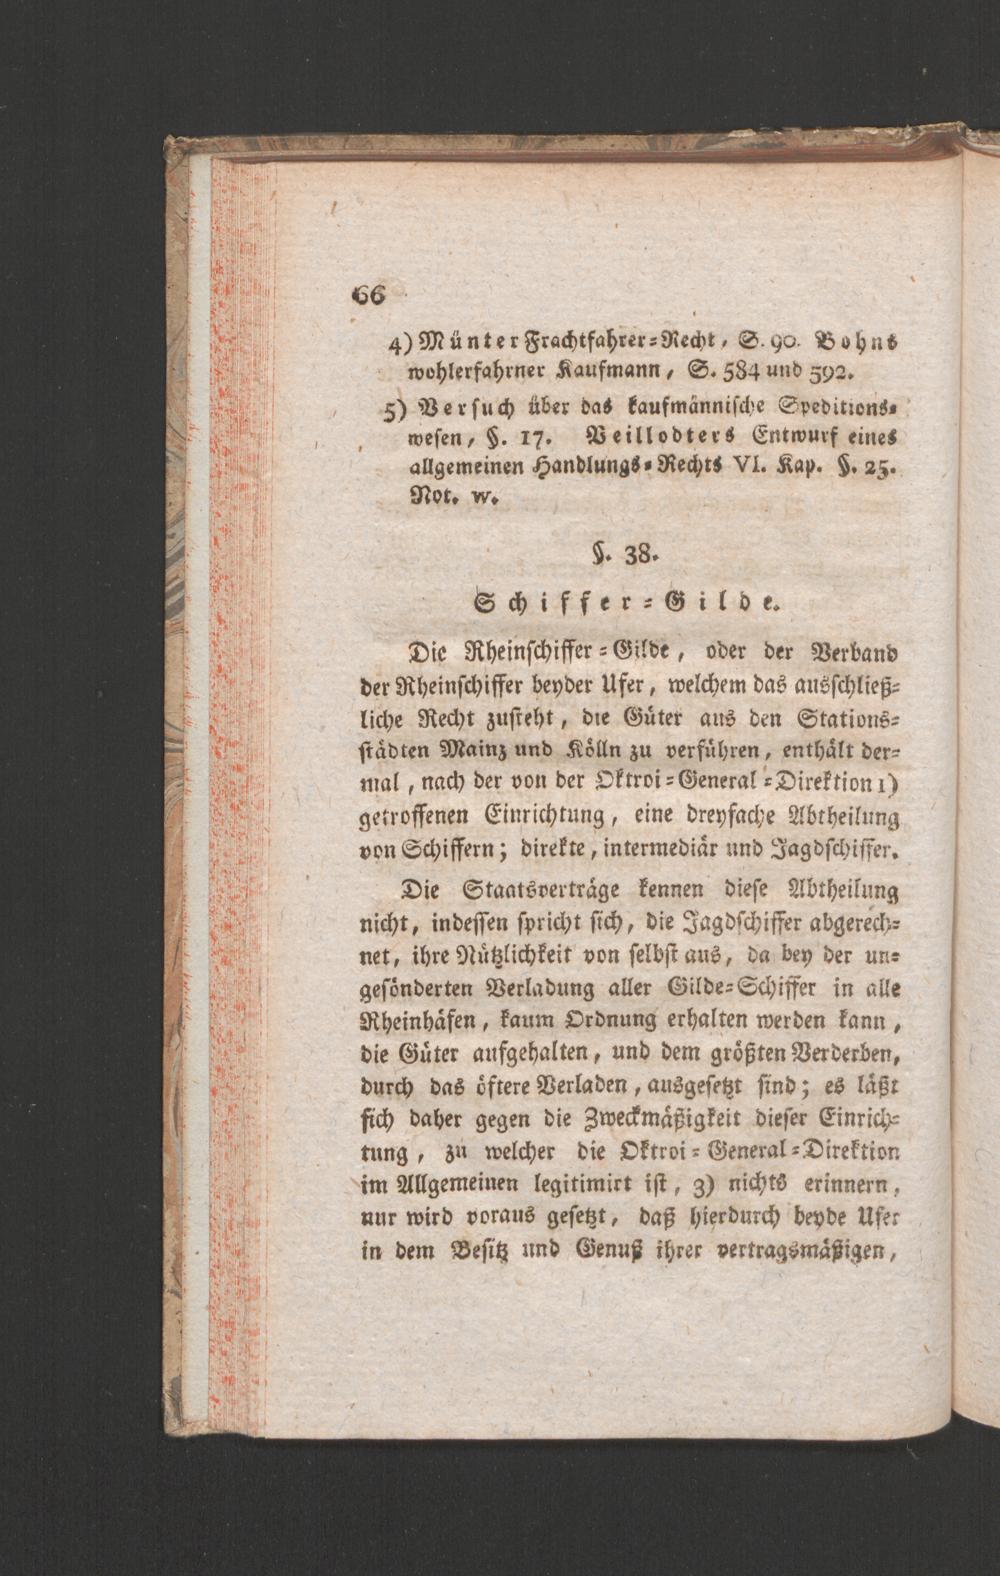 66
4) Münter Frachtfahrer-Recht, S. 90. Bohns
wohlerfahrner Kaufmann, S. 584 und 592.
5) Versuch über das kaufmännische Speditions-
wesen, §. 17. Veillodters Entwurf eines
allgemeinen Handlungs-Rechts VI. Kap. §. 25.
Not. w.
§. 38.
Schiffer-Gilde.
Die Rheinschiffer-Gilde, oder der Verband
der Rheinschiffer beyder Ufer, welchem das ausschließ-
liche Recht zusteht, die Güter aus den Stations-
städten Mainz und Kölln zu verführen, enthält der-
mal, nach der von der Oktroi-General-Direktion 1)
getroffenen Einrichtung, eine dreyfache Abtheilung
von Schiffern; direkte, intermediär und Jagdschiffer.
Die Staatsverträge kennen diese Abtheilung
nicht, indessen spricht sich, die Jagdschiffer abgerech-
net, ihre Nützlichkeit von selbst aus, da bey der un-
gesönderten Verladung aller Gilde-Schiffer in alle
Rheinhäfen, kaum Ordnung erhalten werden kann,
die Güter aufgehalten, und dem größten Verderben,
durch das öftere Verladen, ausgesetzt sind; es läßt
sich daher gegen die Zweckmäßigkeit dieser Einrich-
tung, zu welcher die Oktroi-General-Direktion
im Allgemeinen legitimirt ist, 3) nichts erinnern,
nur wird voraus gesetzt, daß hierdurch beyde Ufer
in dem Besitz und Genuß ihrer vertragsmäßigen,